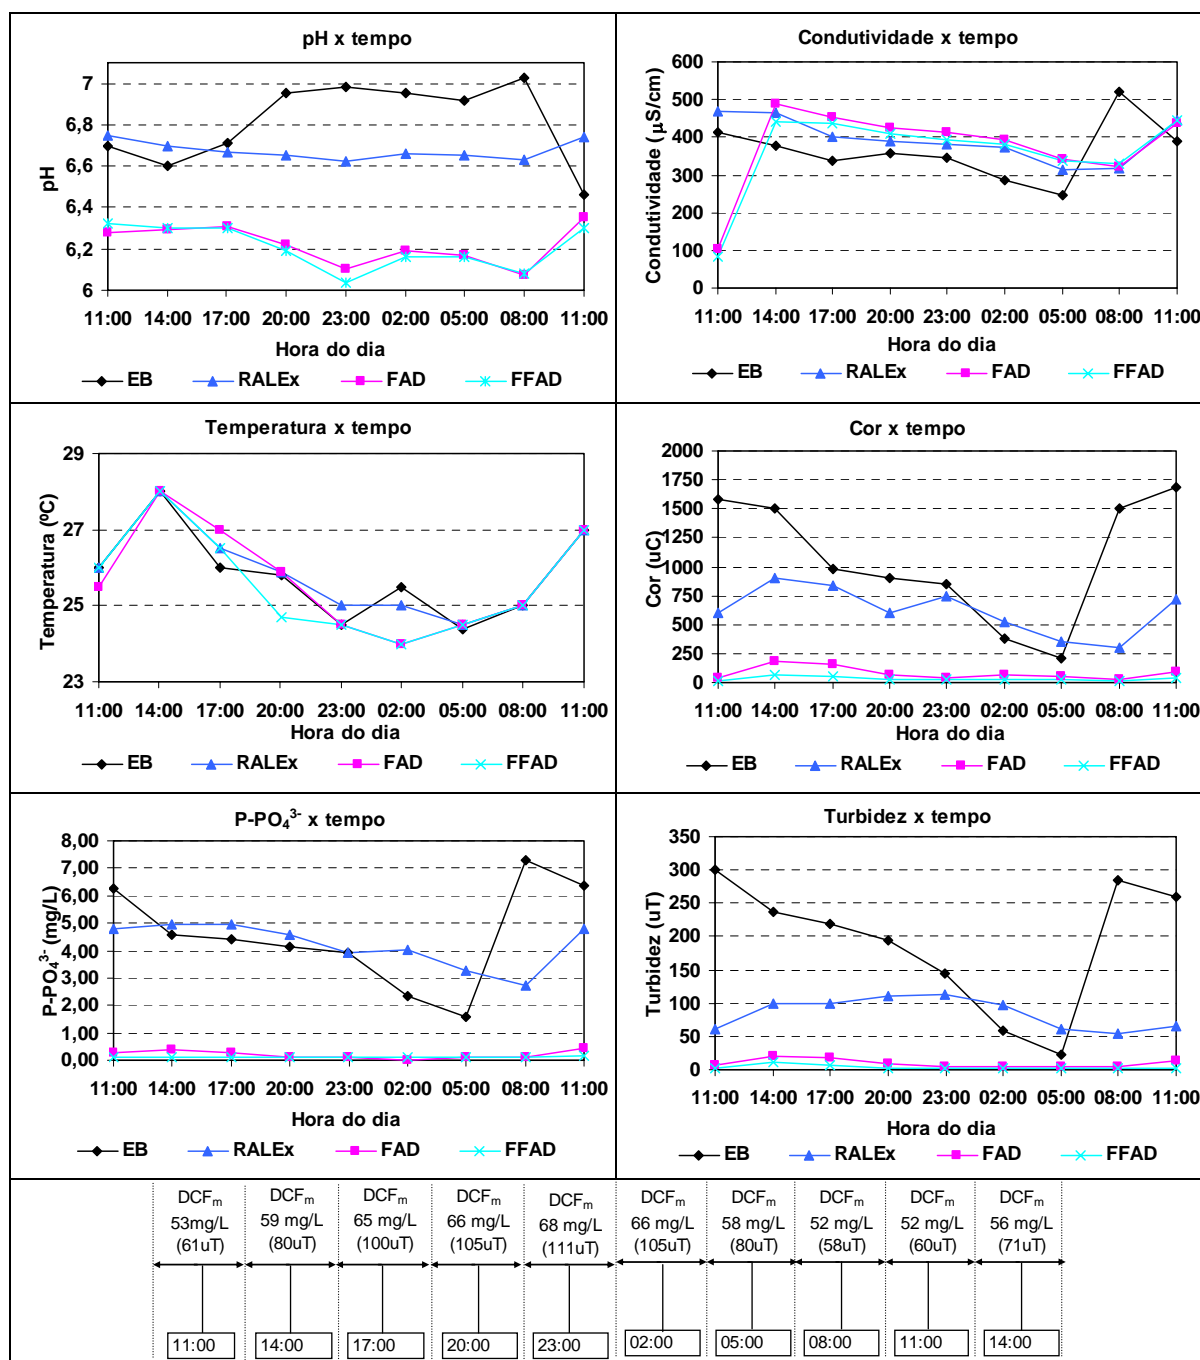 pH x tempo
pH
7
6,8
6,6
6,4
6,2
6
11:00 14:00 17:00 20:00 23:00 02:00 05:00 08:00 11:00
Hora do dia
EB RALEx FAD FFAD
Condutividade x tempo
Condutividade (µS/cm)
600
500
400
300
200
100
0
11:00 14:00 17:00 20:00 23:00 02:00 05:00 08:00 11:00
Hora do dia
EB RALEx FAD FFAD
Temperatura x tempo
Temperatura (ºC)
29
27
25
23
11:00 14:00 17:00 20:00 23:00 02:00 05:00 08:00 11:00
Hora do dia
EB RALEx FAD FFAD
Cor x tempo
Cor (uC)
2000
1750
1500
1250
1000
750
500
250
0
11:00 14:00 17:00 20:00 23:00 02:00 05:00 08:00 11:00
Hora do dia
EB RALEx FAD FFAD
P-PO₄³⁻ x tempo
P-PO₄³⁻ (mg/L)
8,00
7,00
6,00
5,00
4,00
3,00
2,00
1,00
0,00
11:00 14:00 17:00 20:00 23:00 02:00 05:00 08:00 11:00
Hora do dia
EB RALEx FAD FFAD
Turbidez x tempo
Turbidez (uT)
350
300
250
200
150
100
50
0
11:00 14:00 17:00 20:00 23:00 02:00 05:00 08:00 11:00
Hora do dia
EB RALEx FAD FFAD
DCFₘ DCFₘ DCFₘ DCFₘ DCFₘ DCFₘ DCFₘ DCFₘ DCFₘ DCFₘ
53mg/L 59 mg/L 65 mg/L 66 mg/L 68 mg/L 66 mg/L 58 mg/L 52 mg/L 52 mg/L 56 mg/L
(61uT) (80uT) (100uT) (105uT) (111uT) (105uT) (80uT) (58uT) (60uT) (71uT)
11:00 14:00 17:00 20:00 23:00 02:00 05:00 08:00 11:00 14:00